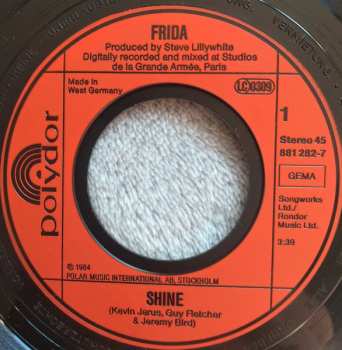 FRIDA
Produced by Steve Lillywhite
Digitally recorded and mixed at Studios
de la Grande Armée, Paris
Made in
West Germany
LC 0309
1
Stereo 45
881 282-7
GEMA
Songworks
Ltd./
Rondor
Music Ltd.
3:39
polydor
℗ 1984
POLAR MUSIC INTERNATIONAL AB, STOCKHOLM
SHINE
(Kevin Jarus, Guy Fletcher
& Jeremy Bird)